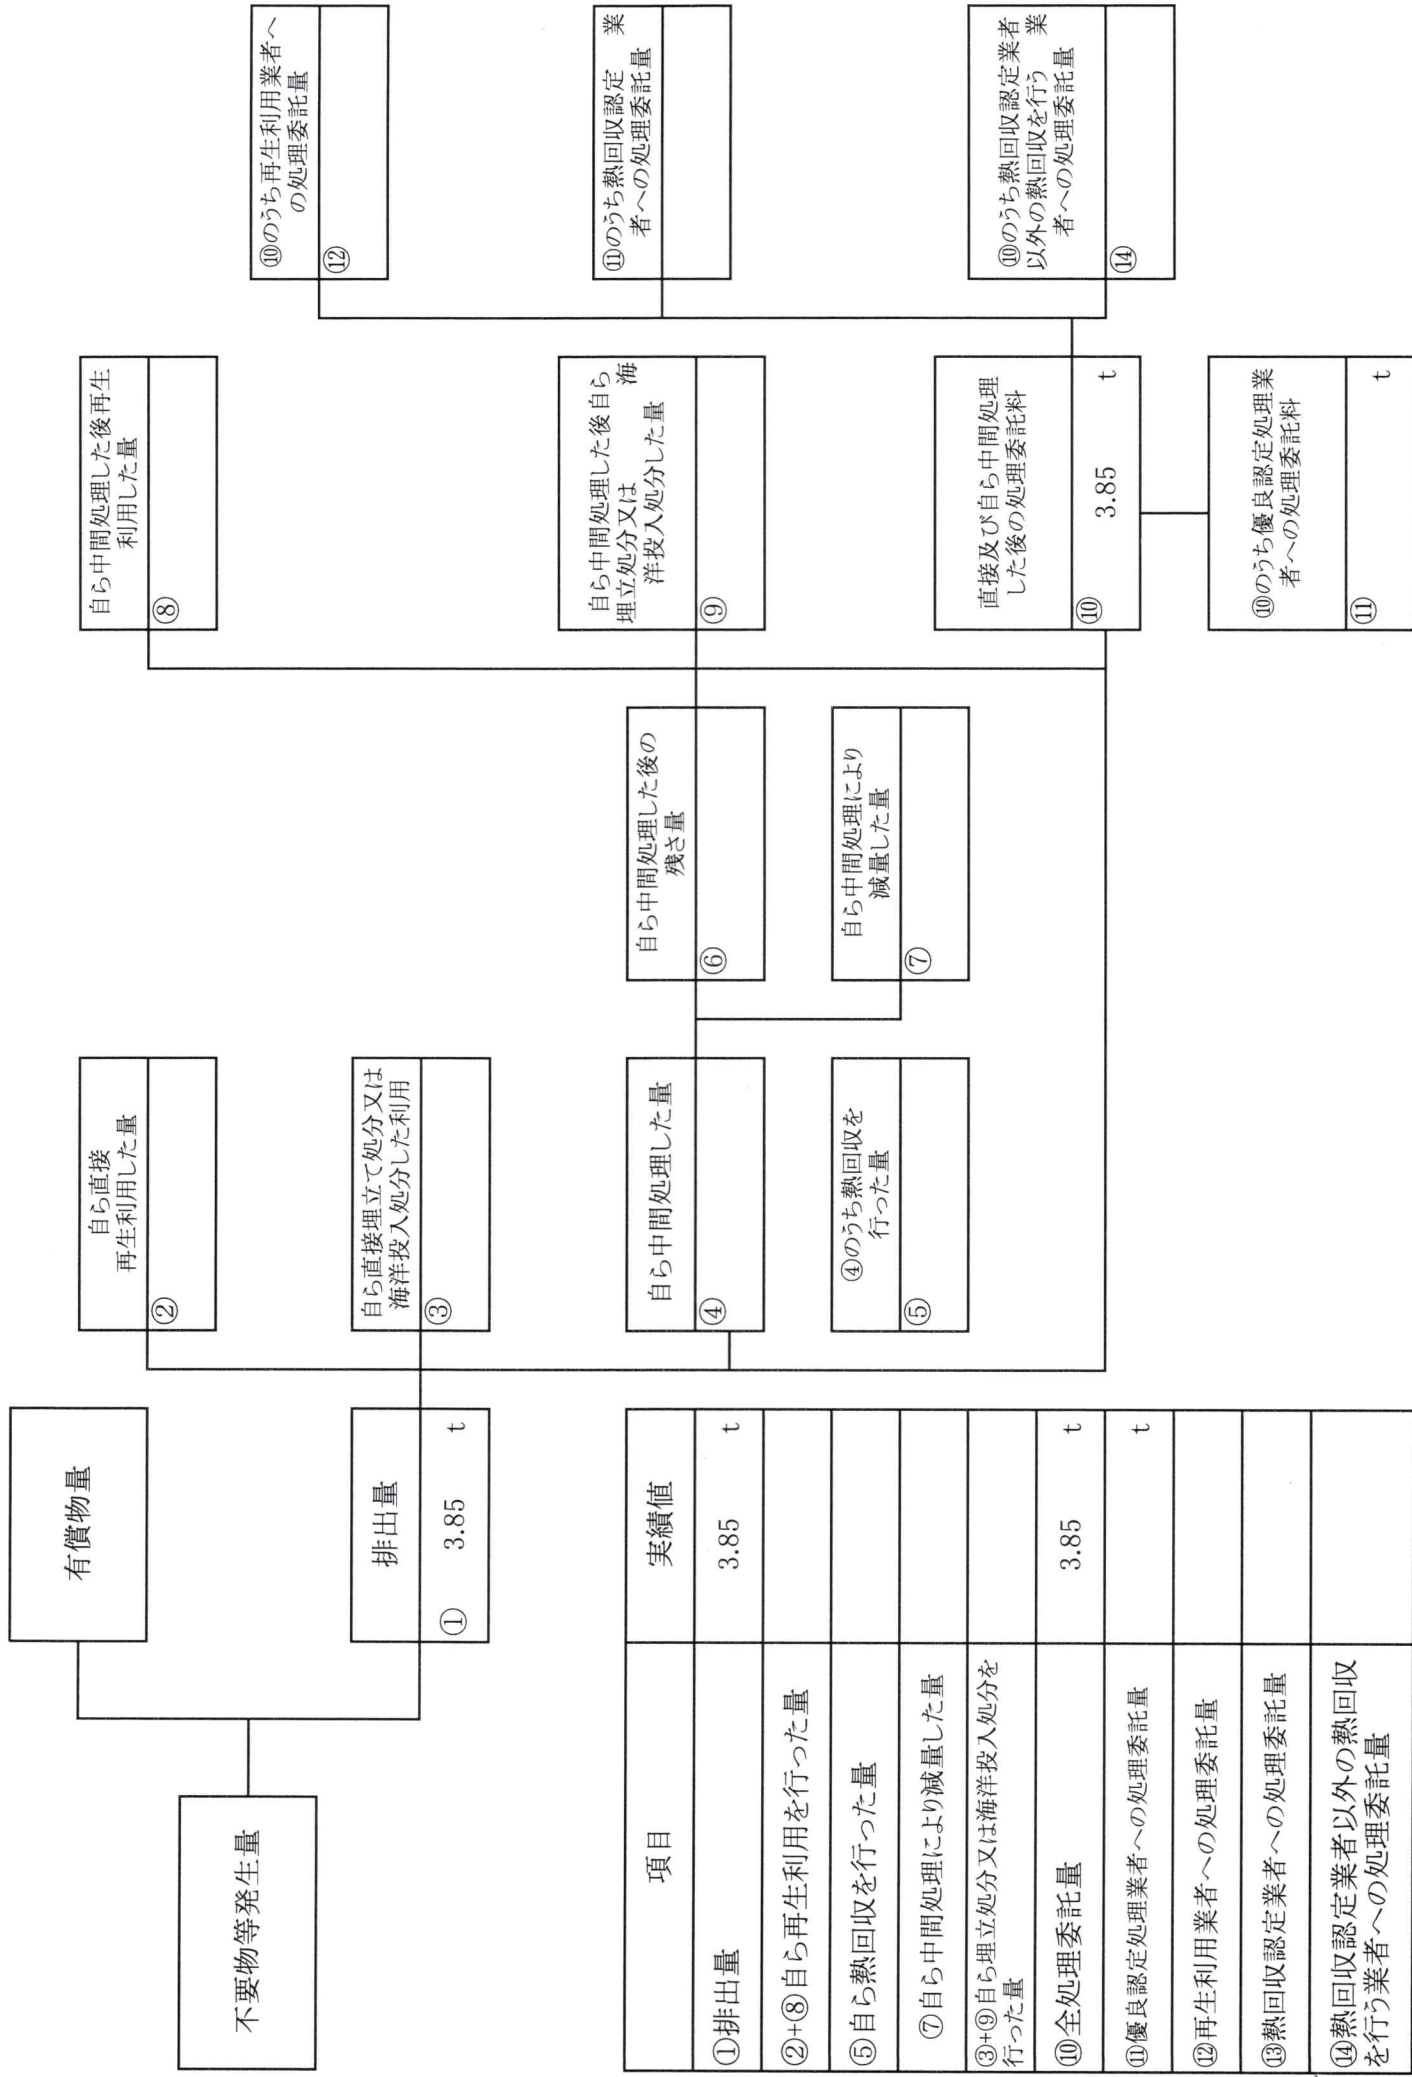 有償物量
不要物等発生量
排出量
① 3.85 t
自ら直接
再生利用した量
②
自ら直接埋立て処分又は
海洋投入処分した利用
③
自ら中間処理した量
④
④のうち熱回収を
行った量
⑤
自ら中間処理した後の
残さ量
⑥
自ら中間処理により
減量した量
⑦
自ら中間処理した後再生
利用した量
⑧
自ら中間処理した後自ら
埋立処分又は 海
洋投入処分した量
⑨
直接及び自ら中間処理
した後の処理委託料
⑩ 3.85 t
⑩のうち優良認定処理業
者への処理委託料
⑪ t
⑩のうち再生利用業者へ
の処理委託量
⑫
⑪のうち熱回収認定 業
者への処理委託量
⑩のうち熱回収認定業者
以外の熱回収を行う 業
者への処理委託量
⑭
項目 実績値
①排出量 3.85 t
②+⑧自ら再生利用を行った量
⑤自ら熱回収を行った量
⑦自ら中間処理により減量した量
③+⑨自ら埋立処分又は海洋投入処分を
行った量
⑩全処理委託量 3.85 t
⑪優良認定処理業者への処理委託量 t
⑫再生利用業者への処理委託量
⑬熱回収認定業者への処理委託量
⑭熱回収認定業者以外の熱回収
を行う業者への処理委託量